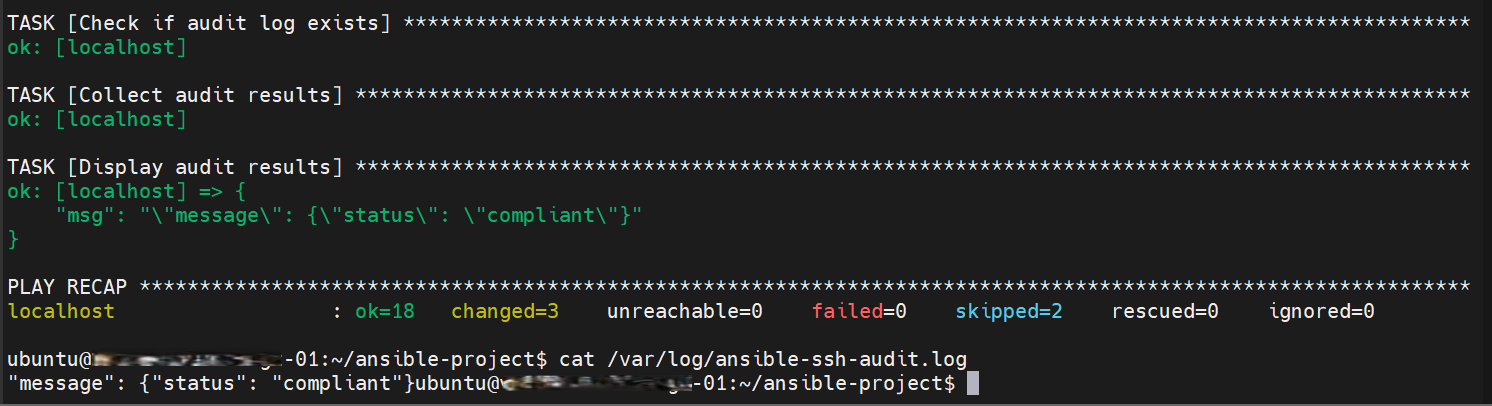 TASK [Check if audit log exists] *****************************************************************************************
ok: [localhost]
TASK [Collect audit results] *********************************************************************************************
ok: [localhost]
TASK [Display audit results] *********************************************************************************************
ok: [localhost] => {
    "msg": "\"message\": {\"status\": \"compliant\"}"
}
PLAY RECAP ***************************************************************************************************************
localhost                  : ok=18   changed=3    unreachable=0    failed=0    skipped=2    rescued=0    ignored=0
ubuntu@ -01:~/ansible-project$ cat /var/log/ansible-ssh-audit.log
"message": {"status": "compliant"}ubuntu@ -01:~/ansible-project$